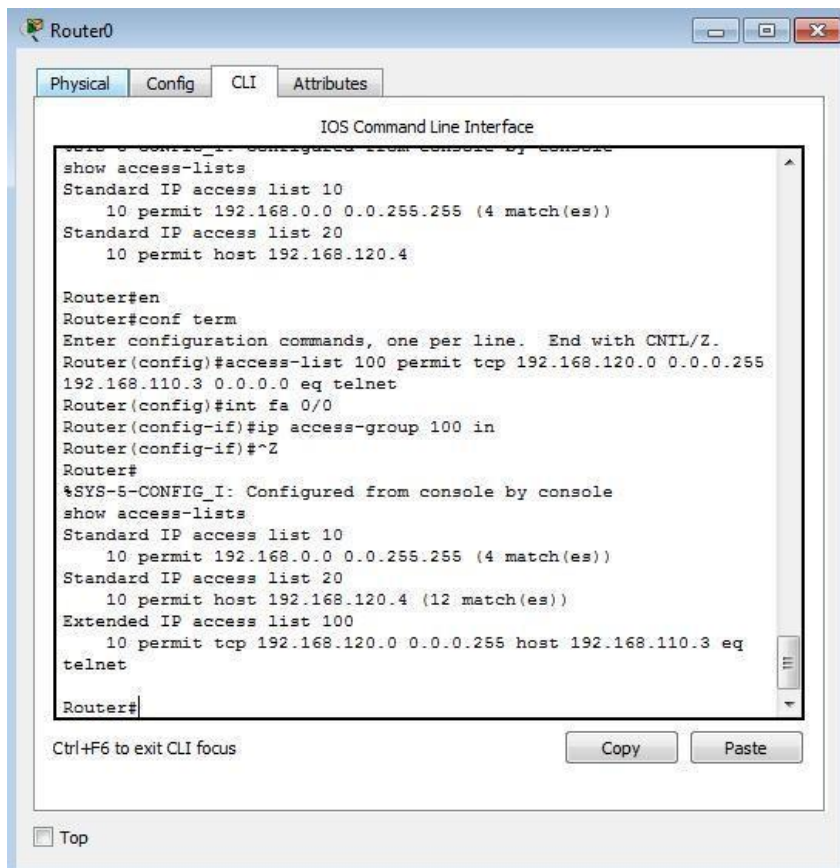 Router0
Physical
Config
CLI
Attributes
IOS Command Line Interface
%SYS-5-CONFIG_I: Configured from console by console
show access-lists
Standard IP access list 10
    10 permit 192.168.0.0 0.0.255.255 (4 match(es))
Standard IP access list 20
    10 permit host 192.168.120.4
Router#en
Router#conf term
Enter configuration commands, one per line.  End with CNTL/Z.
Router(config)#access-list 100 permit tcp 192.168.120.0 0.0.0.255
192.168.110.3 0.0.0.0 eq telnet
Router(config)#int fa 0/0
Router(config-if)#ip access-group 100 in
Router(config-if)#^Z
Router#
%SYS-5-CONFIG_I: Configured from console by console
show access-lists
Standard IP access list 10
    10 permit 192.168.0.0 0.0.255.255 (4 match(es))
Standard IP access list 20
    10 permit host 192.168.120.4 (12 match(es))
Extended IP access list 100
    10 permit tcp 192.168.120.0 0.0.0.255 host 192.168.110.3 eq
telnet
Router#
Ctrl+F6 to exit CLI focus
Copy
Paste
Top